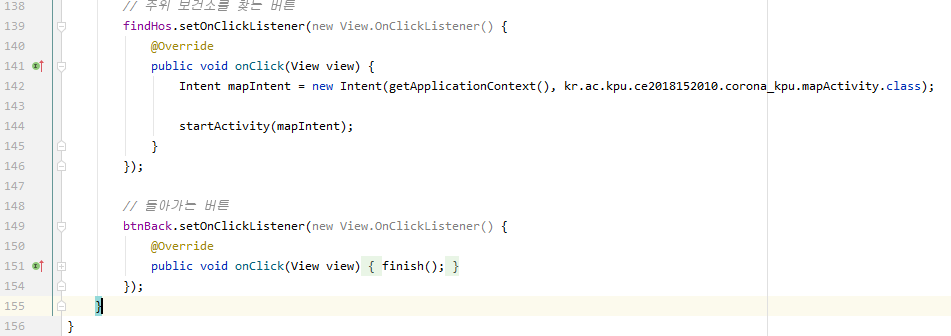 138 // 주위 보건소를 찾는 버튼
139 findHos.setOnClickListener(new View.OnClickListener() {
140 @Override
141 public void onClick(View view) {
142 Intent mapIntent = new Intent(getApplicationContext(), kr.ac.kpu.ce2018152010.corona_kpu.mapActivity.class);
143
144 startActivity(mapIntent);
145 }
146 });
147
148 // 돌아가는 버튼
149 btnBack.setOnClickListener(new View.OnClickListener() {
150 @Override
151 public void onClick(View view) { finish(); }
154 });
155 }
156 }